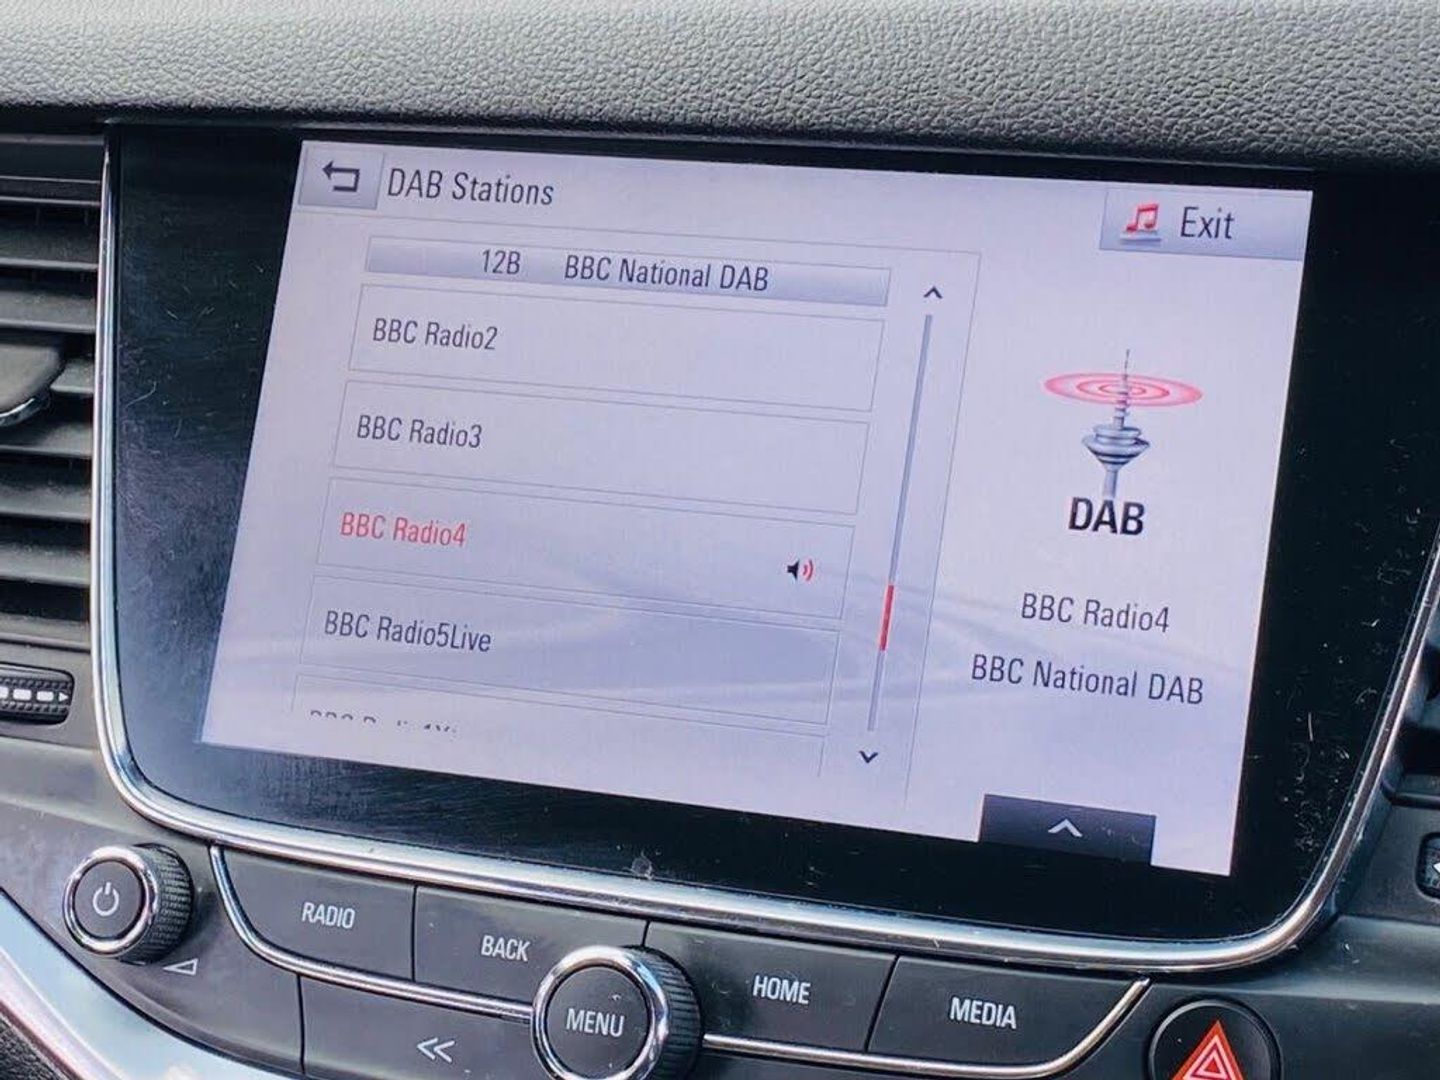 DAB Stations
Exit
12B BBC National DAB
BBC Radio2
BBC Radio3
BBC Radio4
BBC Radio5Live
DAB
BBC Radio4
BBC National DAB
RADIO
BACK
MENU
HOME
MEDIA